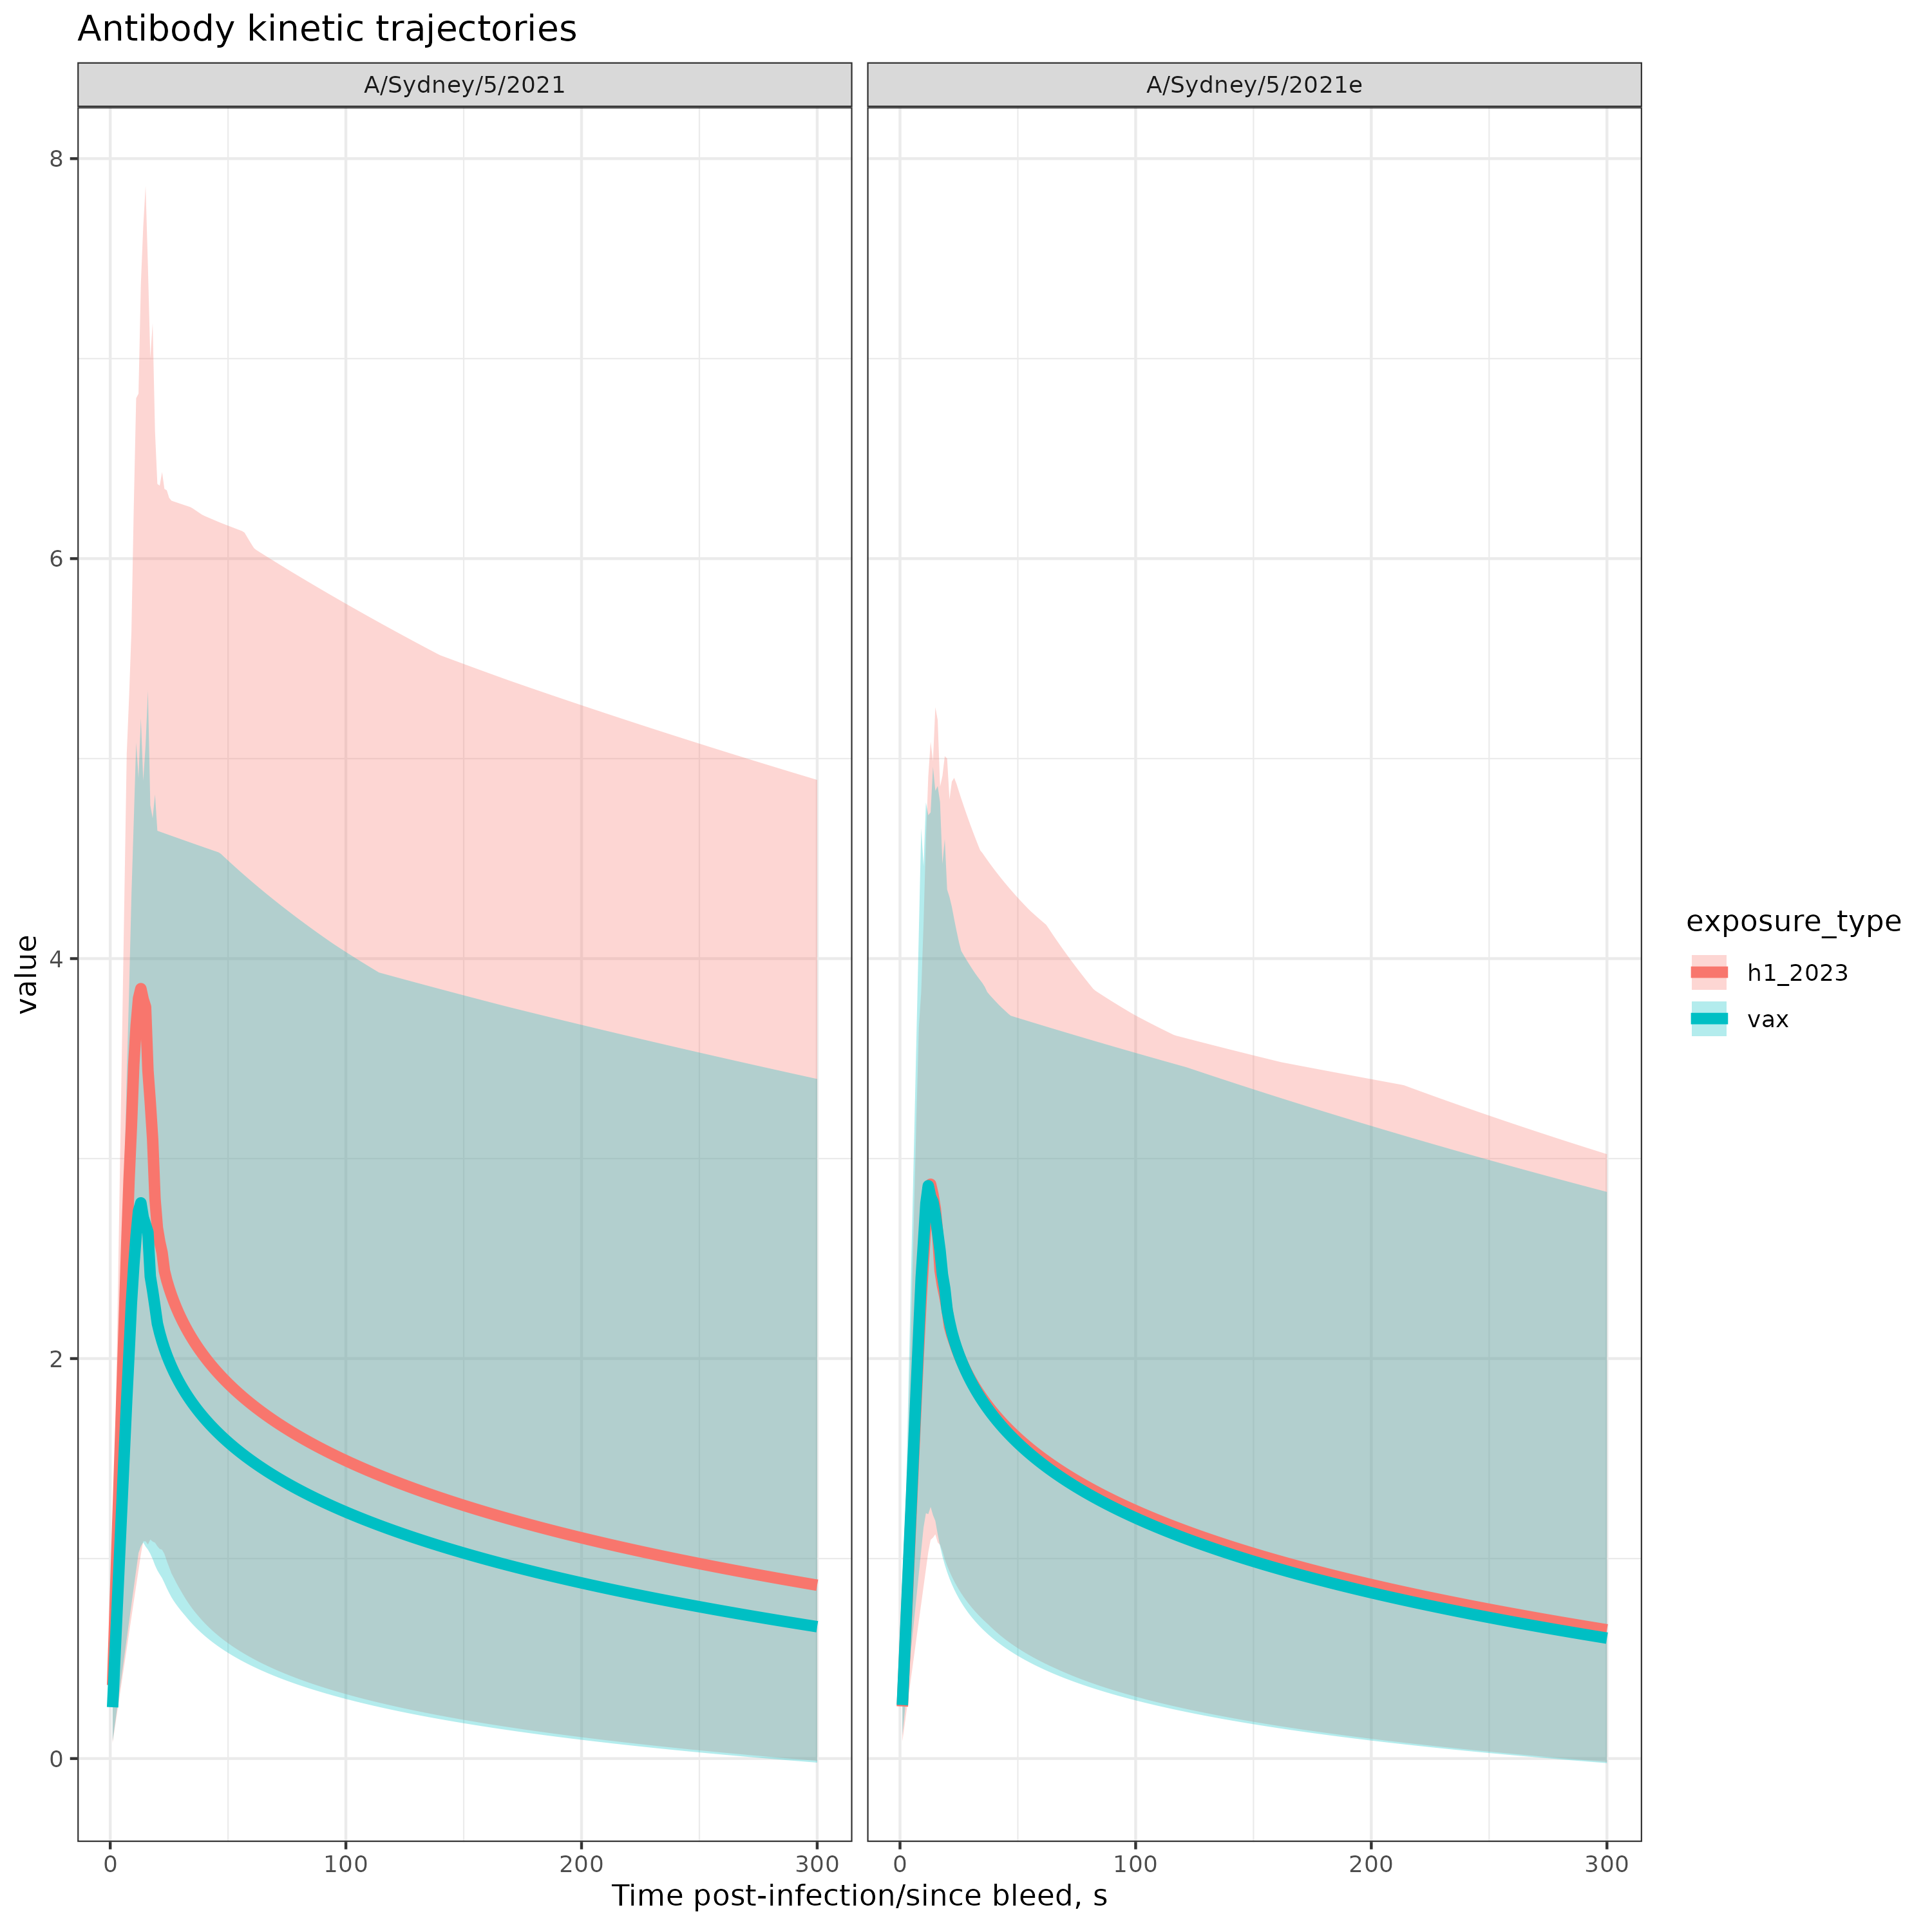 Antibody kinetic trajectories
A/Sydney/5/2021
A/Sydney/5/2021e
8
6
4
2
0
value
0
100
200
300
0
100
200
300
Time post-infection/since bleed, s
exposure_type
h1_2023
vax